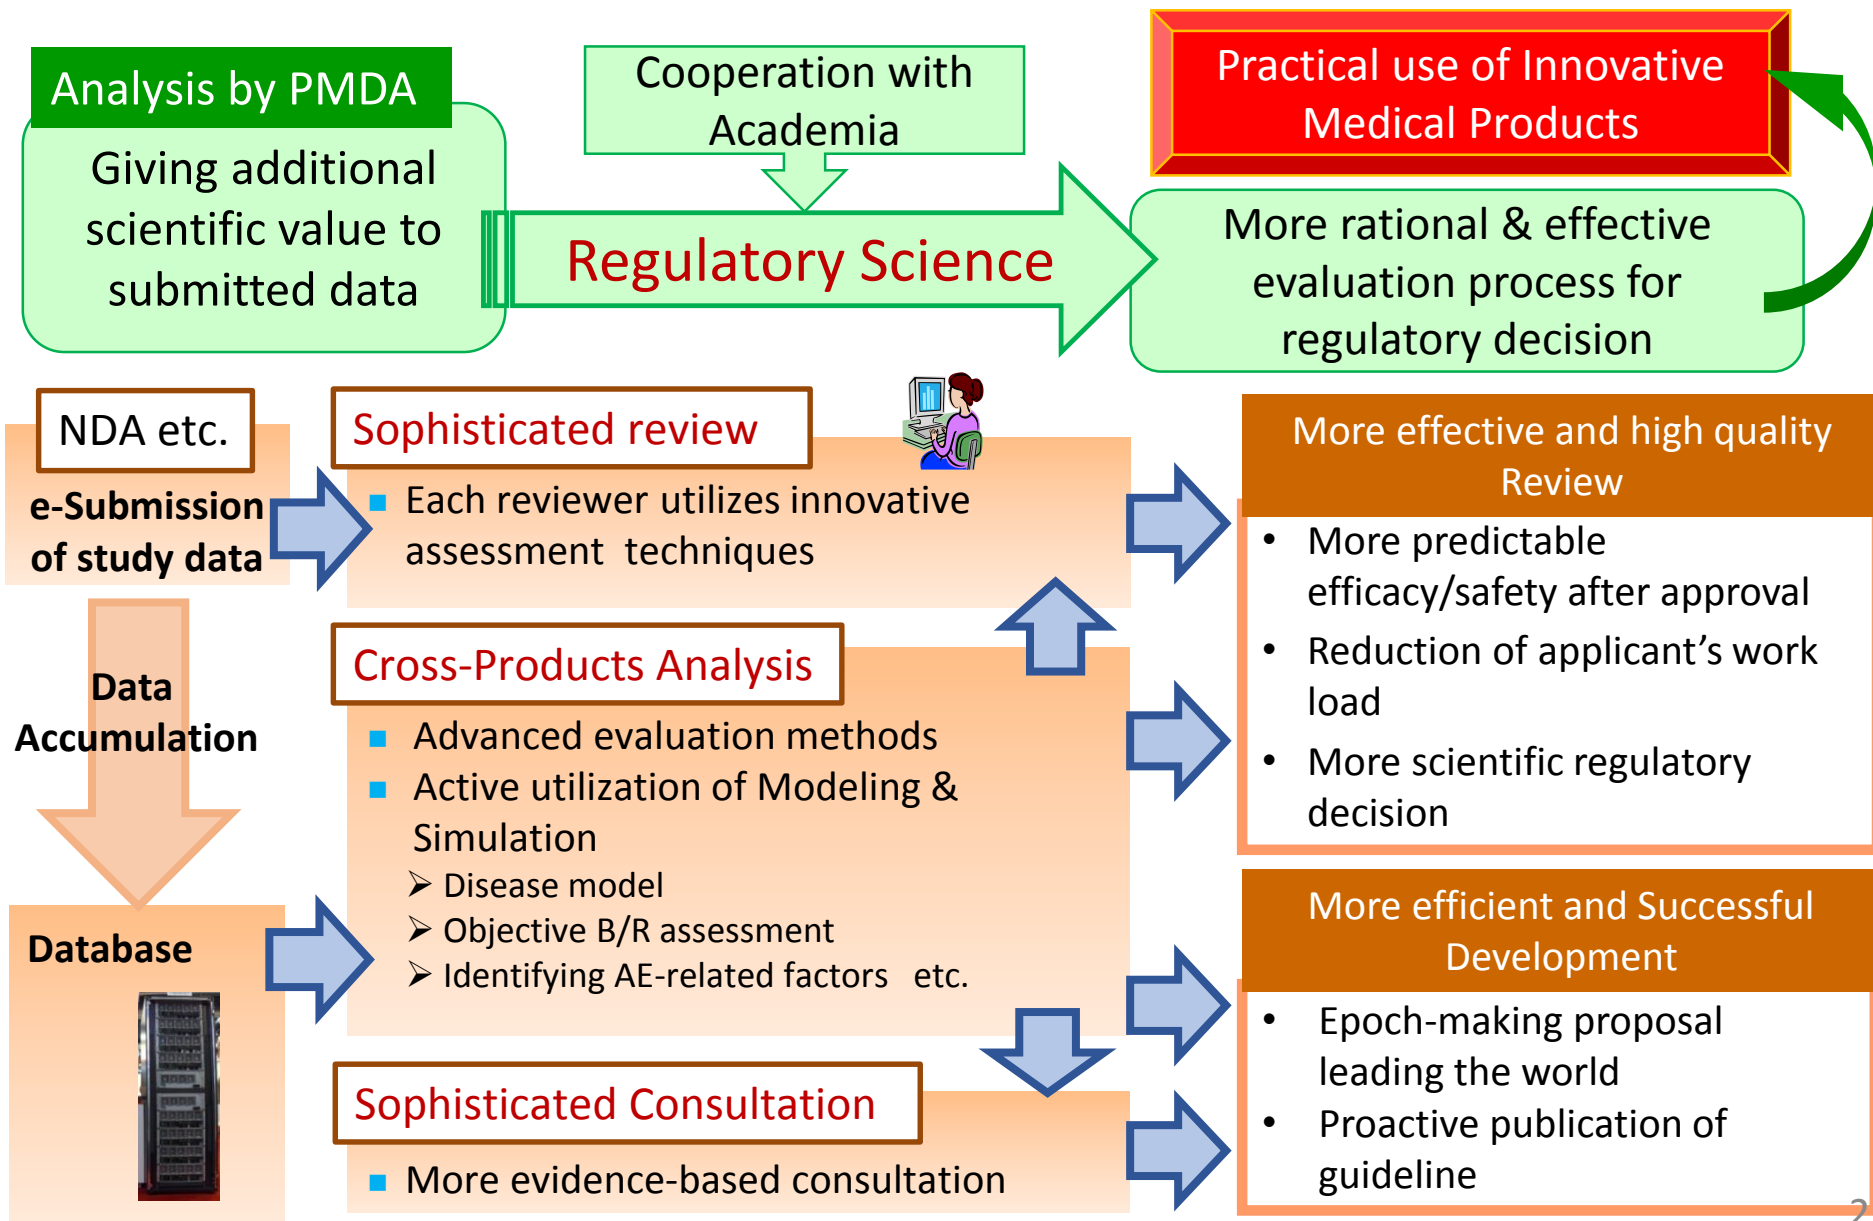 Analysis by PMDA
Giving additional
scientific value to
submitted data
Cooperation with
Academia
Regulatory Science
Practical use of Innovative
Medical Products
More rational & effective
evaluation process for
regulatory decision
NDA etc.
e-Submission
of study data
Data
Accumulation
Database
Sophisticated review
Each reviewer utilizes innovative
assessment techniques
Cross-Products Analysis
Advanced evaluation methods
Active utilization of Modeling &
Simulation
Disease model
Objective B/R assessment
Identifying AE-related factors etc.
Sophisticated Consultation
More evidence-based consultation
More effective and high quality
Review
• More predictable
efficacy/safety after approval
• Reduction of applicant’s work
load
• More scientific regulatory
decision
More efficient and Successful
Development
• Epoch-making proposal
leading the world
• Proactive publication of
guideline
2